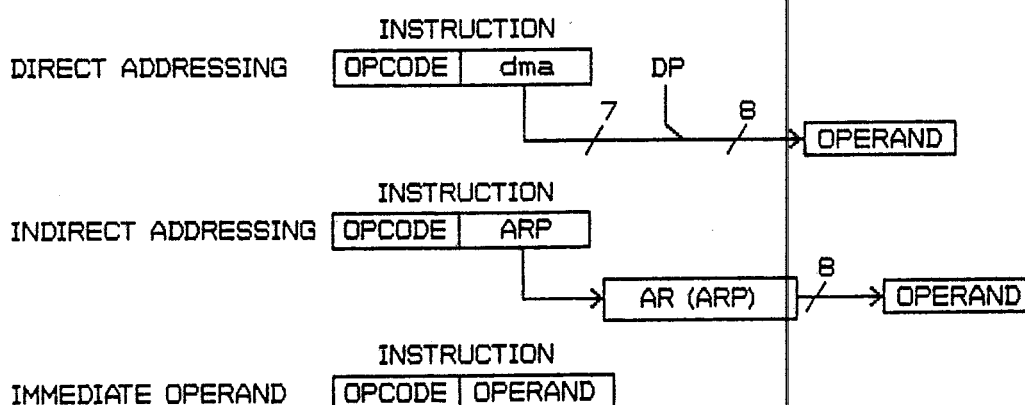 INSTRUCTION
DIRECT ADDRESSING OPCODE dma DP
7 8
OPERAND
INSTRUCTION
INDIRECT ADDRESSING OPCODE ARP
8
AR (ARP) OPERAND
INSTRUCTION
IMMEDIATE OPERAND OPCODE OPERAND